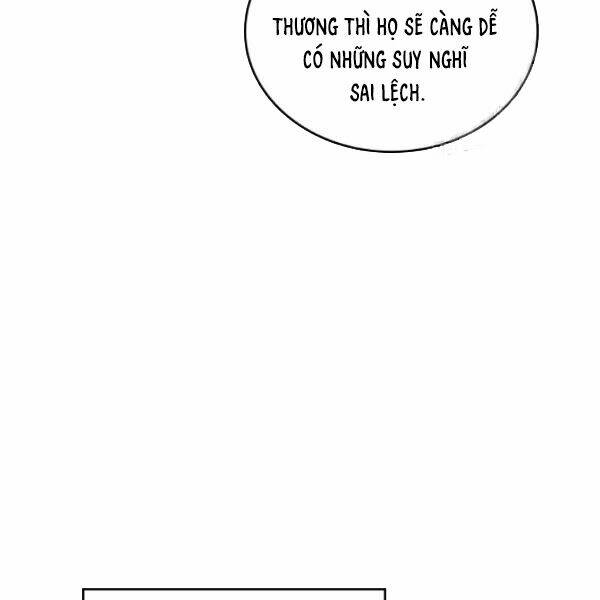 THƯƠNG THÌ HỌ SẼ CÀNG DỄ
CÓ NHỮNG SUY NGHĨ
SAI LỆCH.